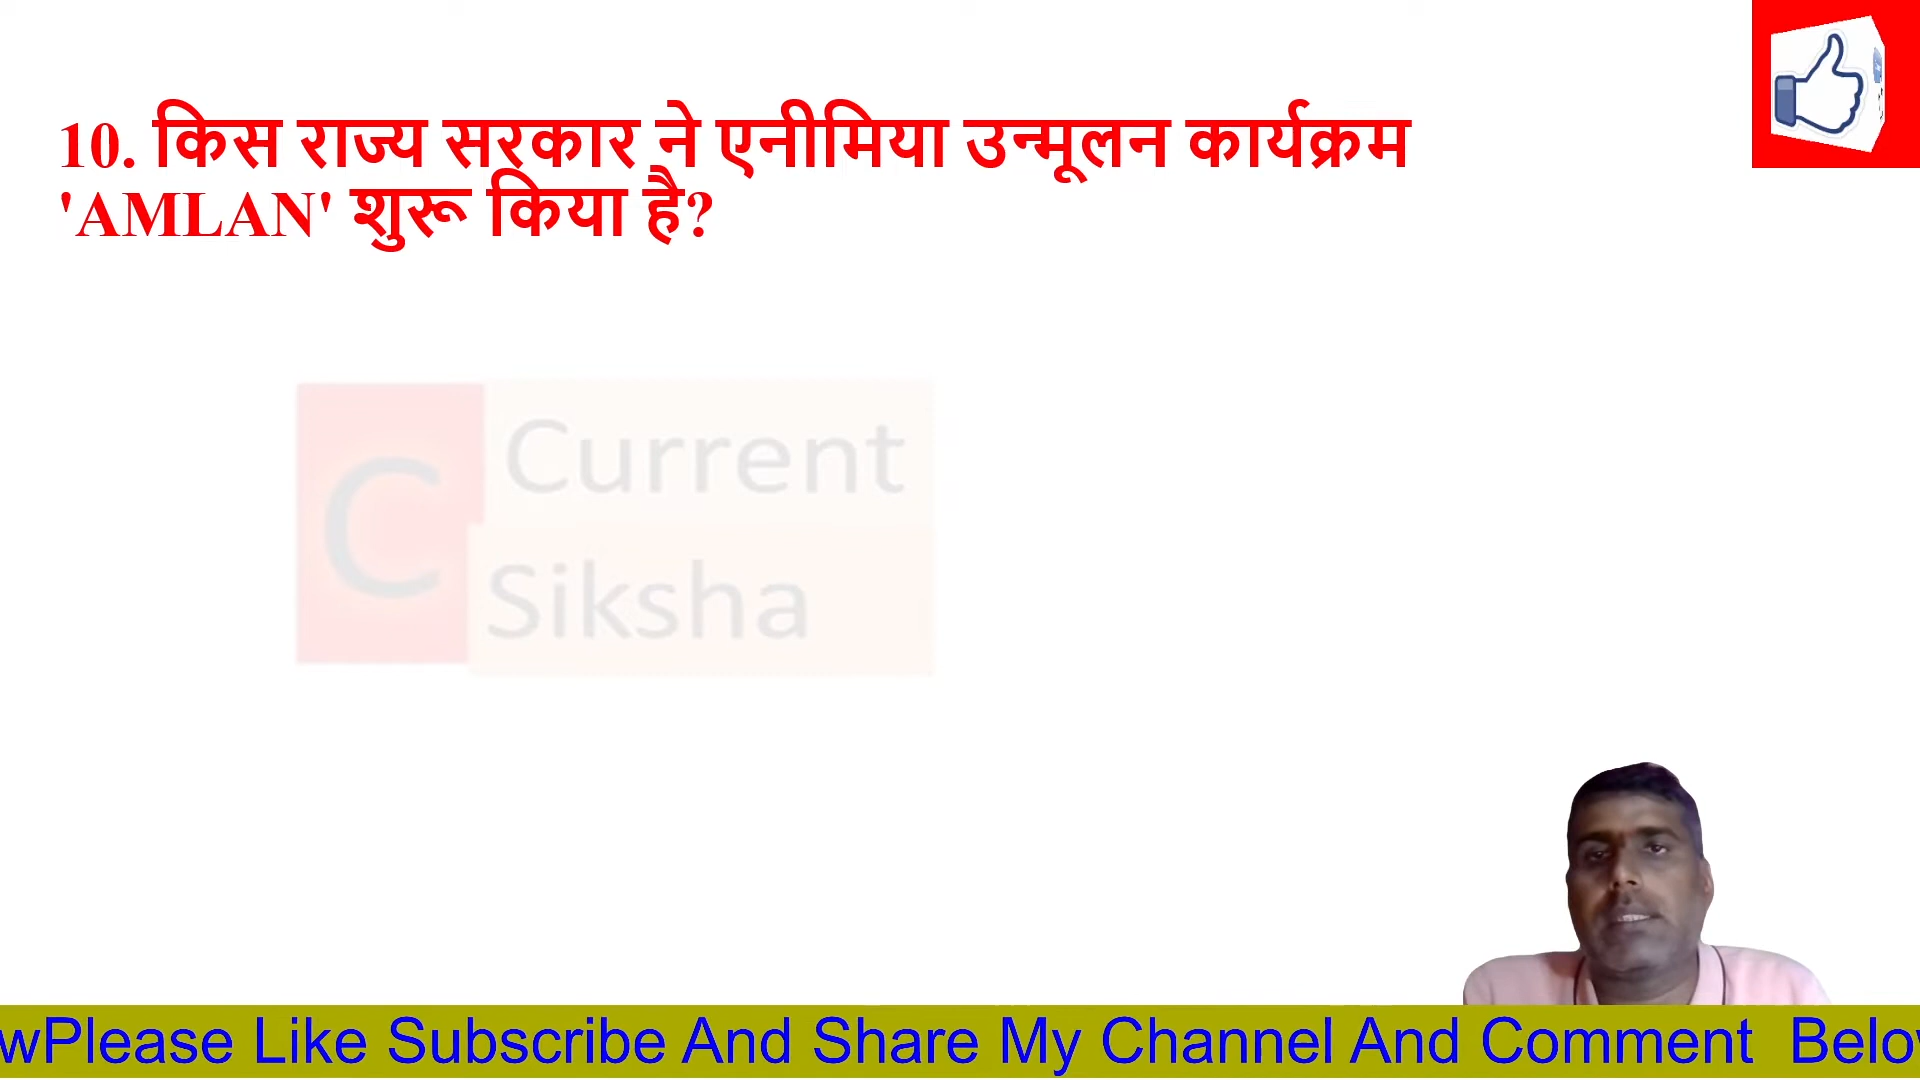 10. किस राज्य सरकार ने एनीमिया उन्मूलन कार्यक्रम
'AMLAN' शुरू किया है?
C
Current
Siksha
wPlease Like Subscribe And Share My Channel And Comment Below